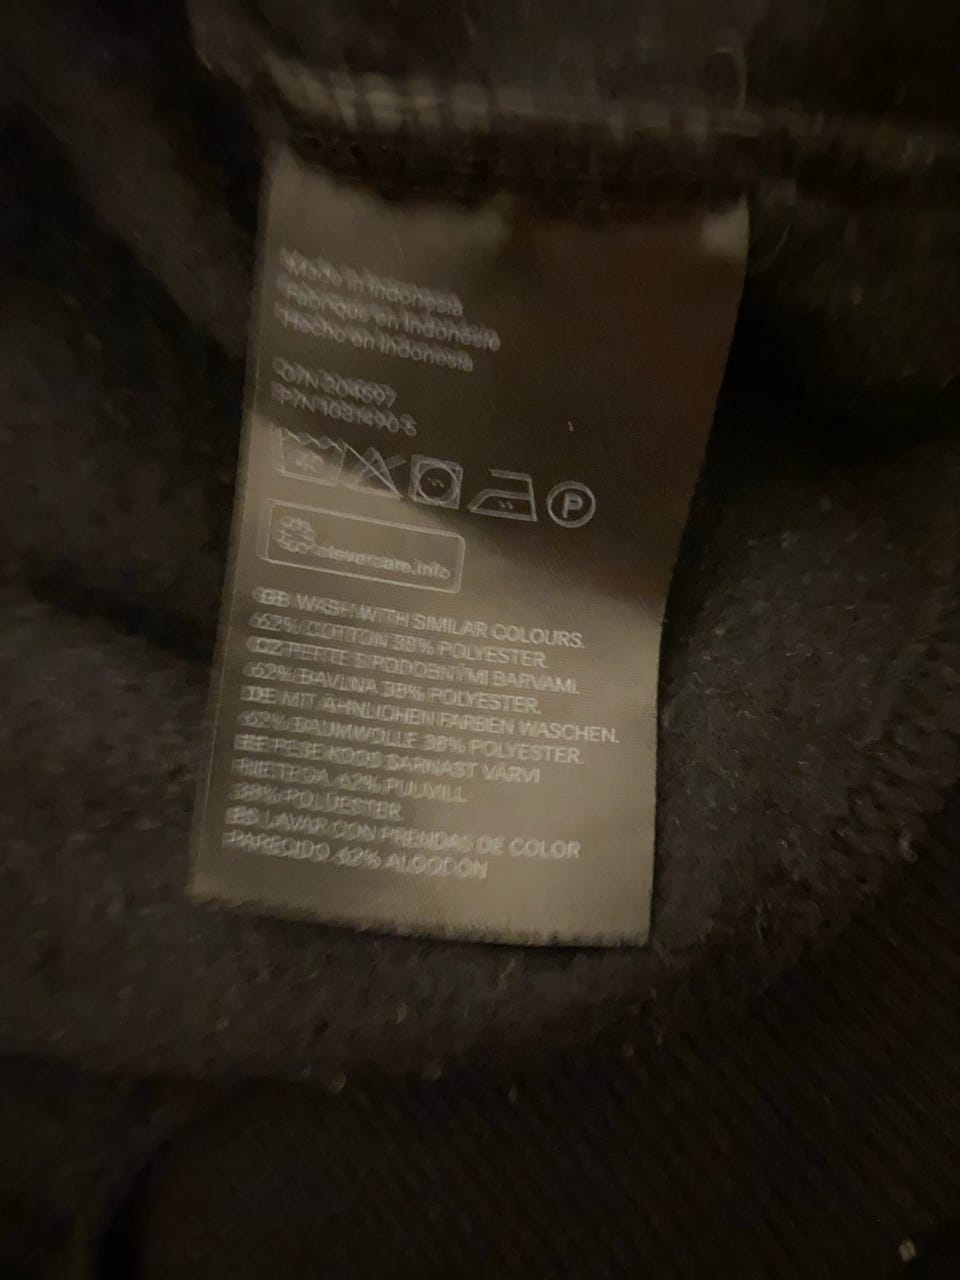 Made in Indonesia
Fabriqué en Indonésie
Hecho en Indonesia
O/N 204697
P/N 1031490-5
40
P
clevercare.info
GB WASH WITH SIMILAR COLOURS.
62% COTTON 38% POLYESTER.
CZ PERTE S PODOBNÝMI BARVAMI.
62% BAVLNA 38% POLYESTER.
DE MIT ÄHNLICHEN FARBEN WASCHEN.
62% BAUMWOLLE 38% POLYESTER.
EE PESE KOOS SARNAST VÄRVI
RIIETEGA. 62% PUUVILL
38% POLÜESTER.
ES LAVAR CON PRENDAS DE COLOR
PARECIDO. 62% ALGODÓN